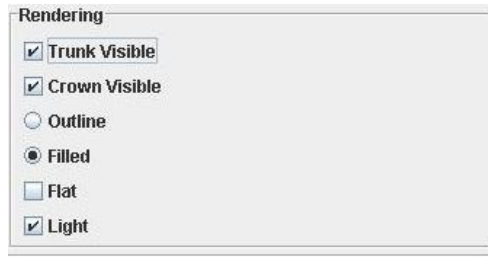 Rendering
Trunk Visible
Crown Visible
Outline
Filled
Flat
Light